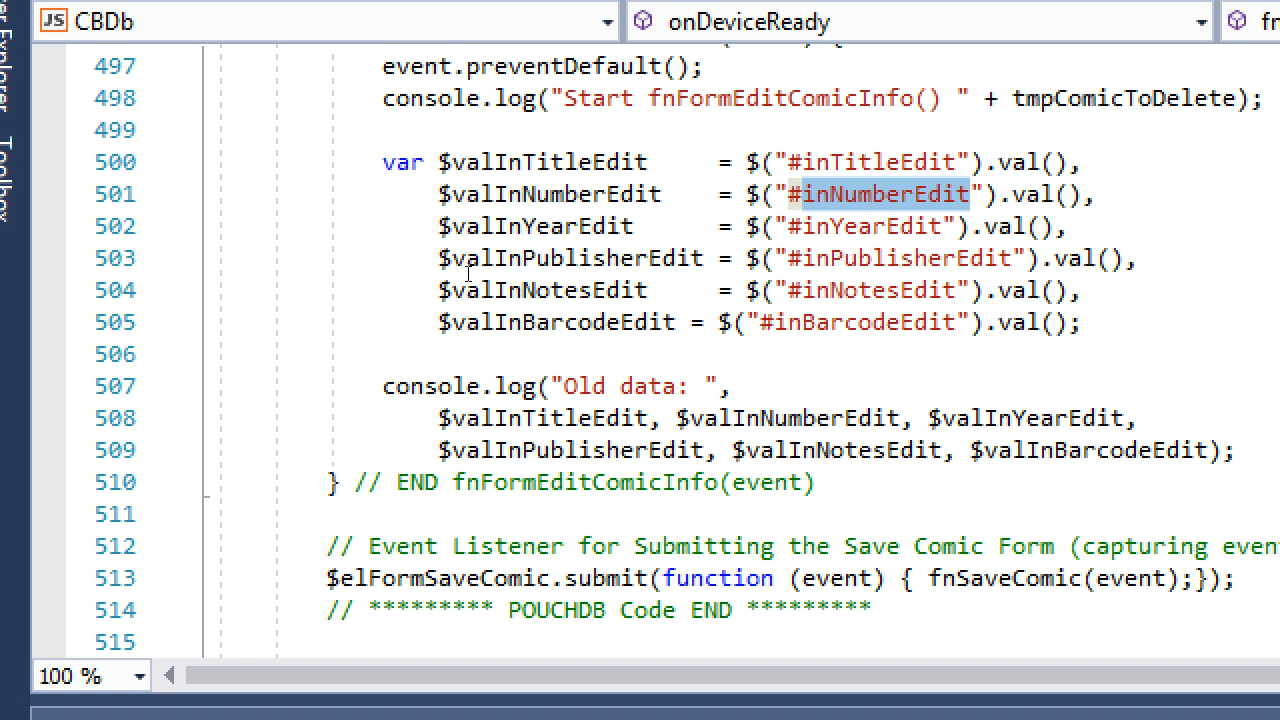 JS CBDb onDeviceReady fn
er Explorer
Toolbox
497 event.preventDefault();
498 console.log("Start fnFormEditComicInfo() " + tmpComicToDelete);
499
500 var $valInTitleEdit = $("#inTitleEdit").val(),
501 $valInNumberEdit = $("#inNumberEdit").val(),
502 $valInYearEdit = $("#inYearEdit").val(),
503 $valInPublisherEdit = $("#inPublisherEdit").val(),
504 $valInNotesEdit = $("#inNotesEdit").val(),
505 $valInBarcodeEdit = $("#inBarcodeEdit").val();
506
507 console.log("Old data: ",
508 $valInTitleEdit, $valInNumberEdit, $valInYearEdit,
509 $valInPublisherEdit, $valInNotesEdit, $valInBarcodeEdit);
510 } // END fnFormEditComicInfo(event)
511
512 // Event Listener for Submitting the Save Comic Form (capturing even
513 $elFormSaveComic.submit(function (event) { fnSaveComic(event);});
514 // ********* POUCHDB Code END *********
515
100 %